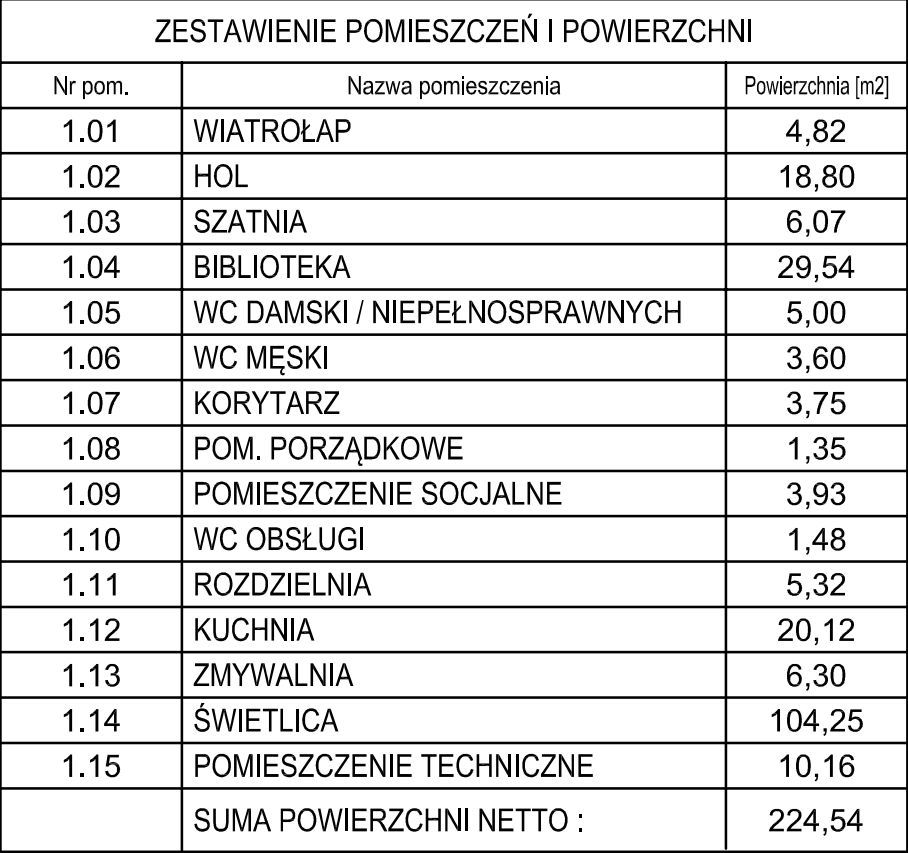 ZESTAWIENIE POMIESZCZEŃ I POWIERZCHNI
Nr pom. Nazwa pomieszczenia Powierzchnia [m2]
1.01 WIATROŁAP 4,82
1.02 HOL 18,80
1.03 SZATNIA 6,07
1.04 BIBLIOTEKA 29,54
1.05 WC DAMSKI / NIEPEŁNOSPRAWNYCH 5,00
1.06 WC MĘSKI 3,60
1.07 KORYTARZ 3,75
1.08 POM. PORZĄDKOWE 1,35
1.09 POMIESZCZENIE SOCJALNE 3,93
1.10 WC OBSŁUGI 1,48
1.11 ROZDZIELNIA 5,32
1.12 KUCHNIA 20,12
1.13 ZMYWALNIA 6,30
1.14 ŚWIETLICA 104,25
1.15 POMIESZCZENIE TECHNICZNE 10,16
SUMA POWIERZCHNI NETTO : 224,54